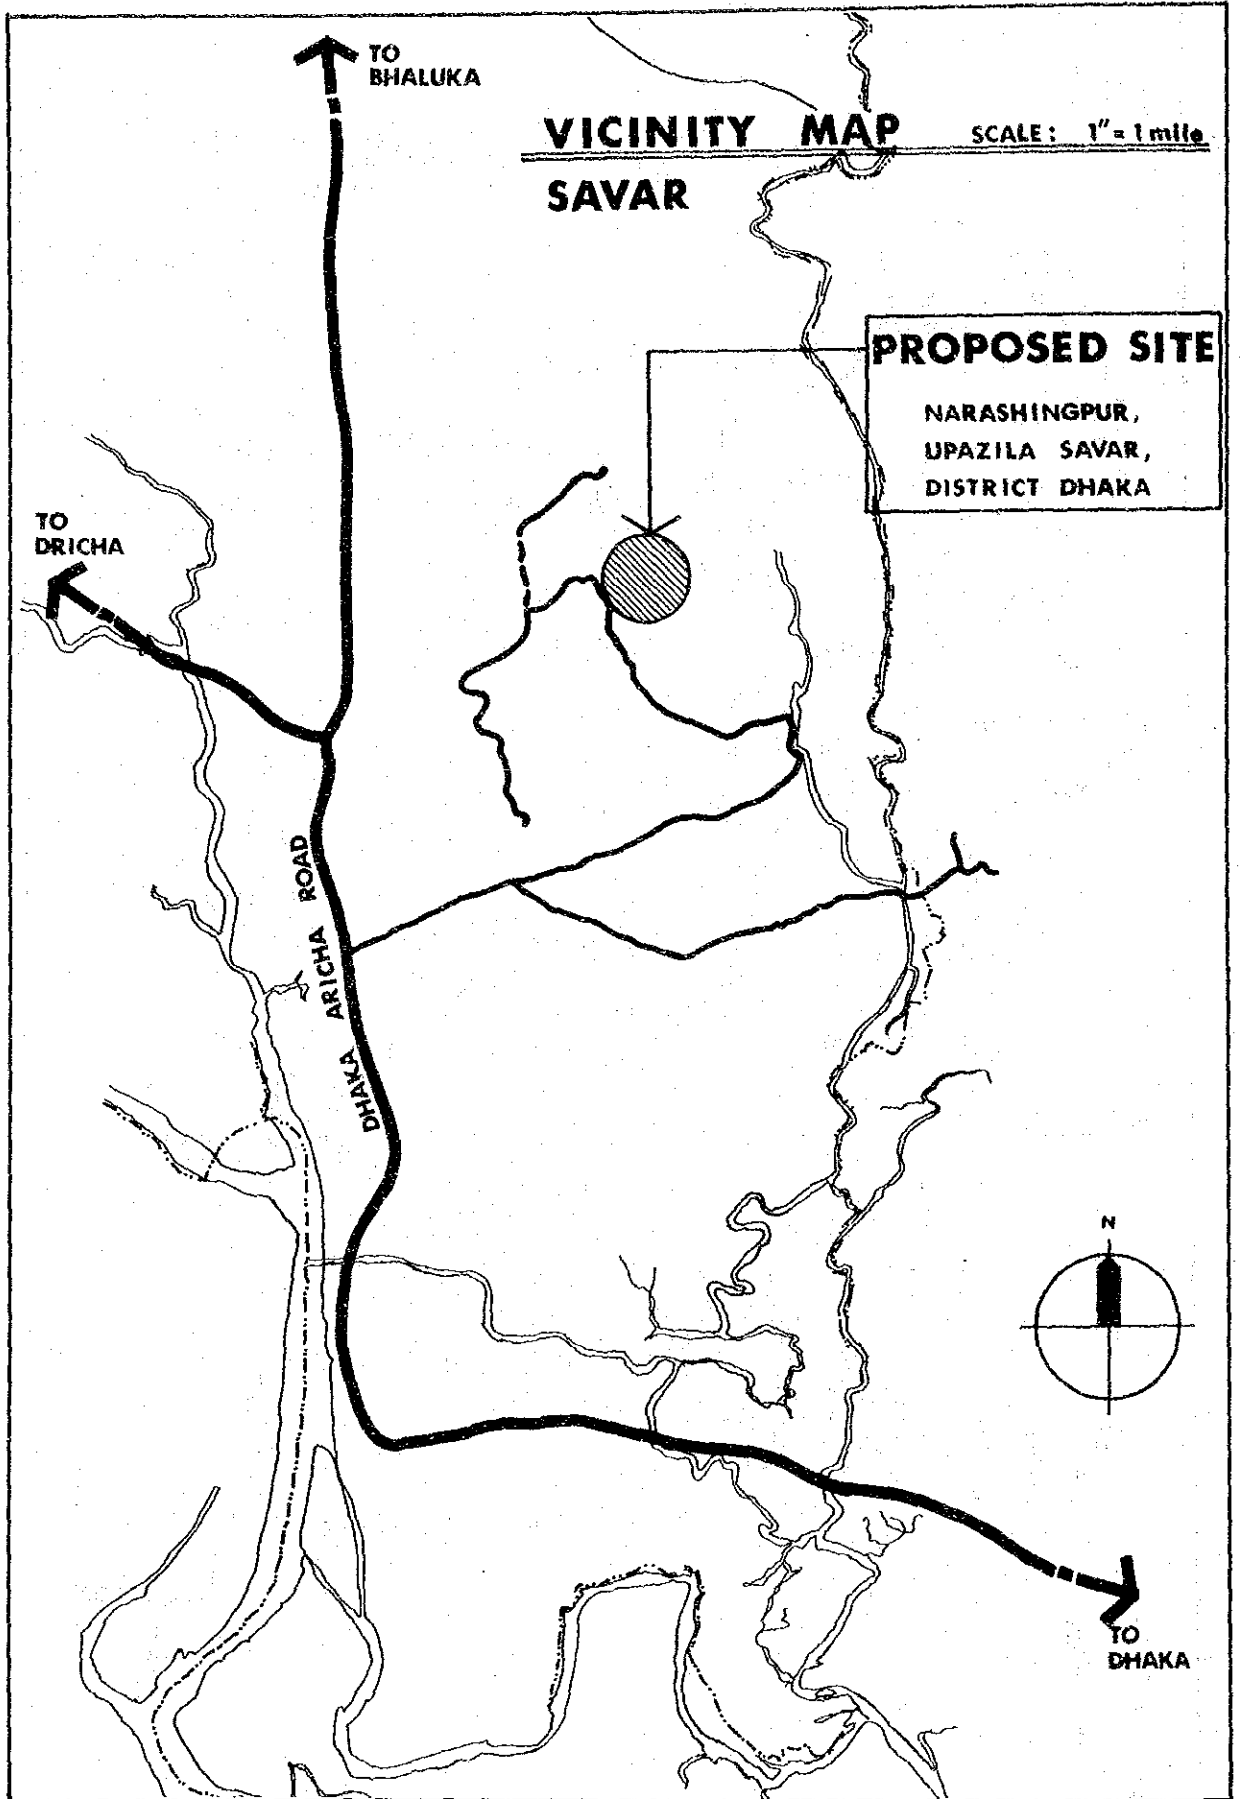 TO
BHALUKA
VICINITY MAP
SCALE: 1"= 1 mile
SAVAR
PROPOSED SITE
NARASHINGPUR,
UPAZILA SAVAR,
DISTRICT DHAKA
TO
DRICHA
DHAKA ARICHA ROAD
N
TO
DHAKA